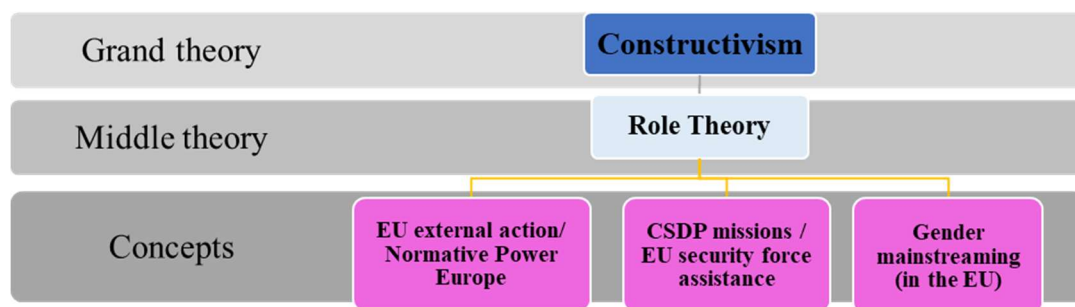 Grand theory
Constructivism
Middle theory
Role Theory
Concepts
EU external action/
Normative Power
Europe
CSDP missions /
EU security force
assistance
Gender
mainstreaming
(in the EU)